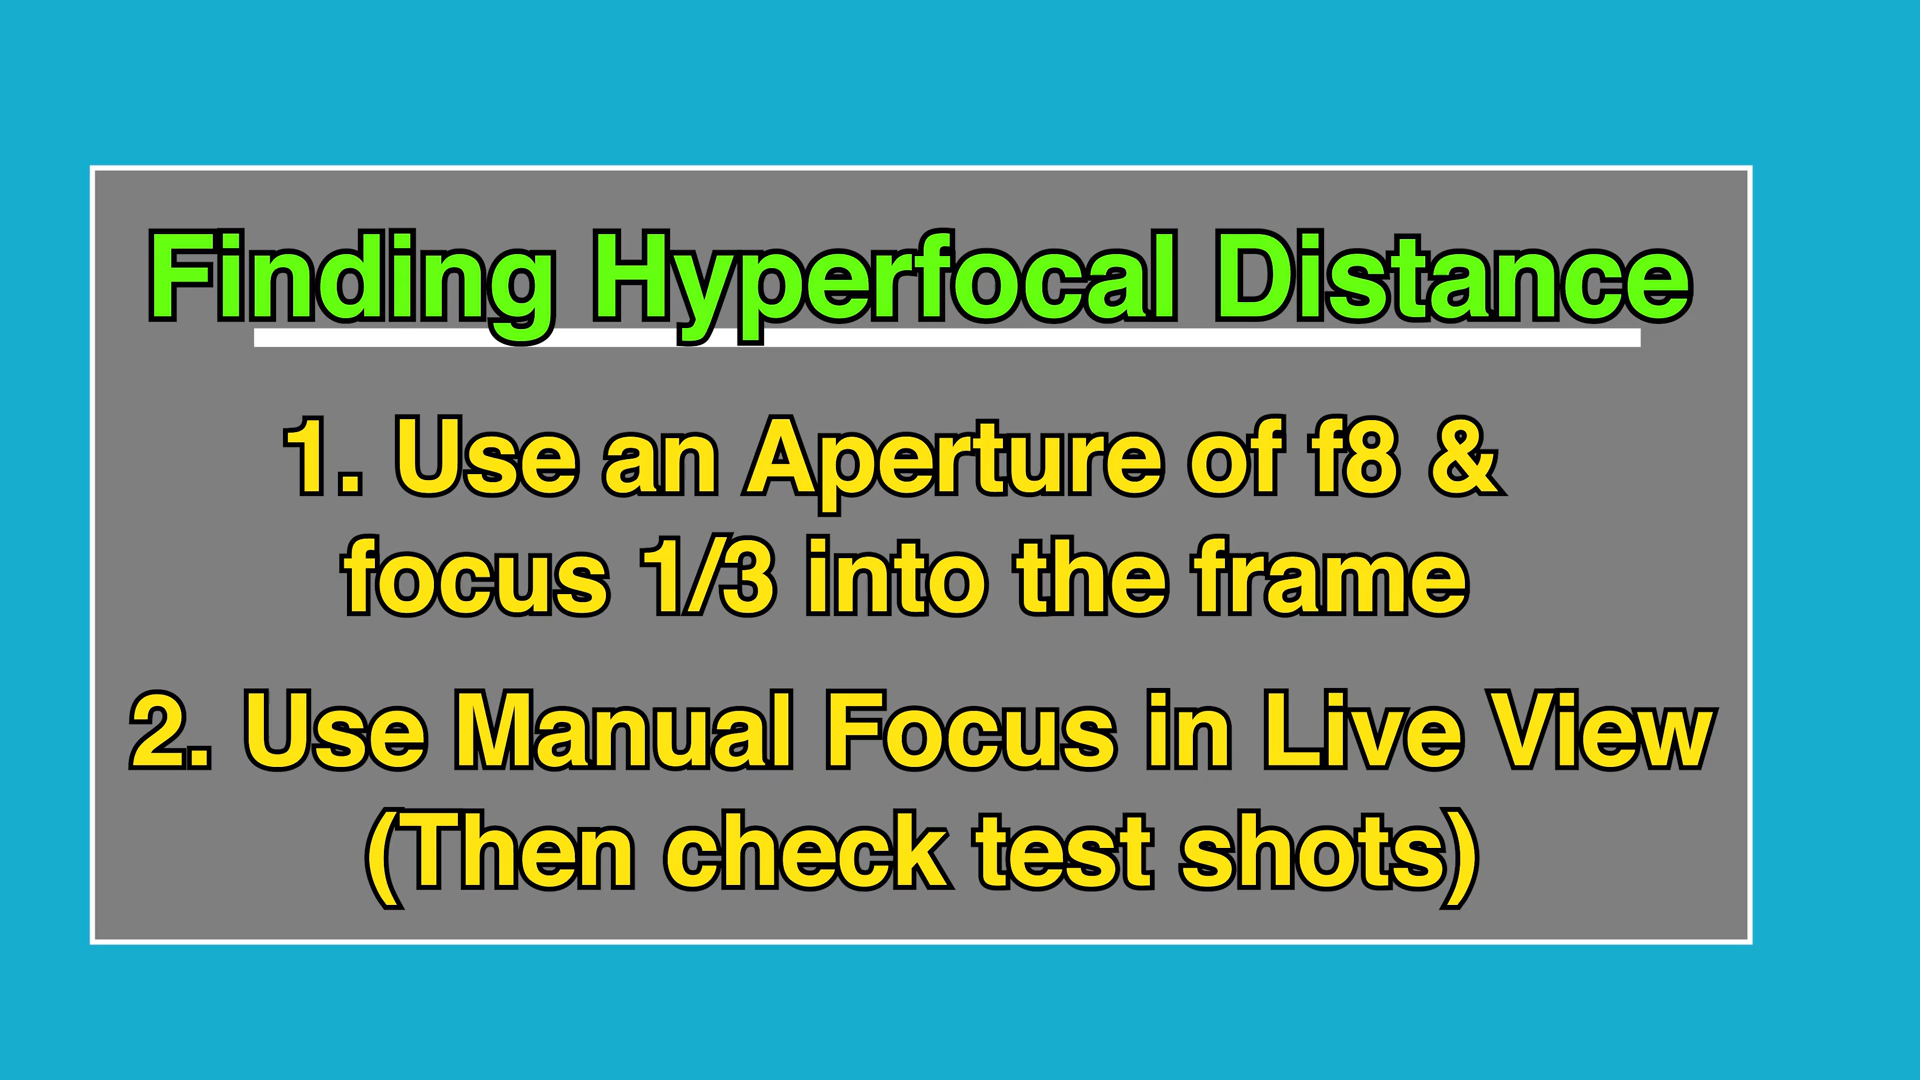 Finding Hyperfocal Distance
1. Use an Aperture of f8 &
focus 1/3 into the frame
2. Use Manual Focus in Live View
(Then check test shots)